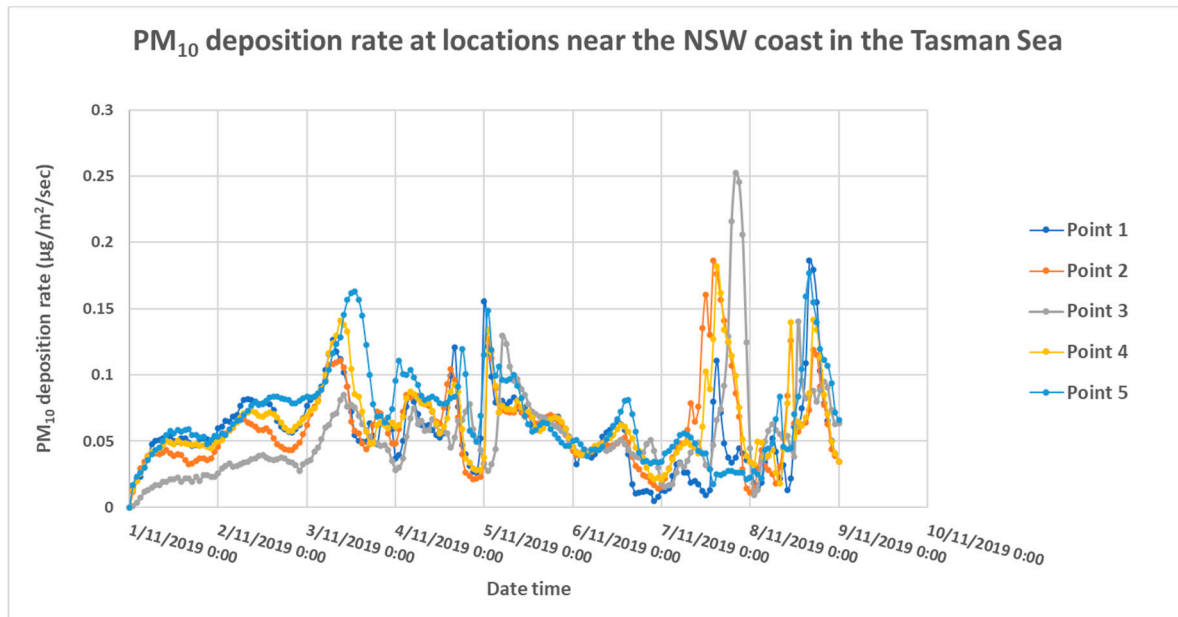 PM₁₀ deposition rate at locations near the NSW coast in the Tasman Sea
PM₁₀ deposition rate (µg/m²/sec)
0.3
0.25
0.2
0.15
0.1
0.05
0
1/11/2019 0:00
2/11/2019 0:00
3/11/2019 0:00
4/11/2019 0:00
5/11/2019 0:00
6/11/2019 0:00
7/11/2019 0:00
8/11/2019 0:00
9/11/2019 0:00
10/11/2019 0:00
Date time
Point 1
Point 2
Point 3
Point 4
Point 5